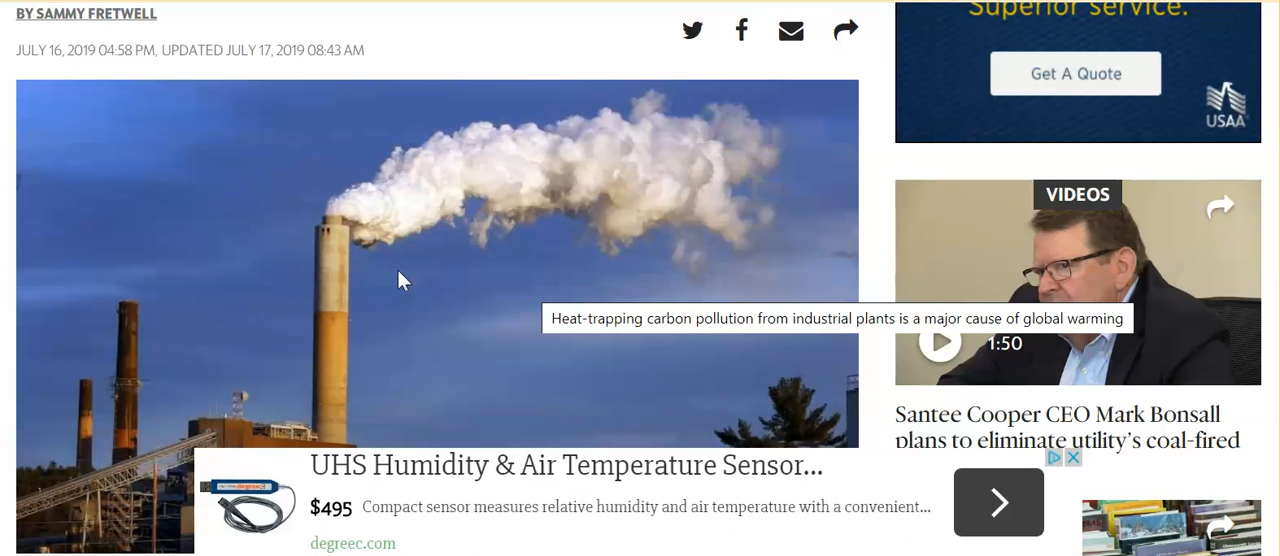 BY SAMMY FRETWELL
JULY 16, 2019 04:58 PM, UPDATED JULY 17, 2019 08:43 AM
Superior service.
Get A Quote
USAA
VIDEOS
Heat-trapping carbon pollution from industrial plants is a major cause of global warming
1:50
Santee Cooper CEO Mark Bonsall
plans to eliminate utility's coal-fired
UHS Humidity & Air Temperature Sensor...
$495 Compact sensor measures relative humidity and air temperature with a convenient...
degreec.com